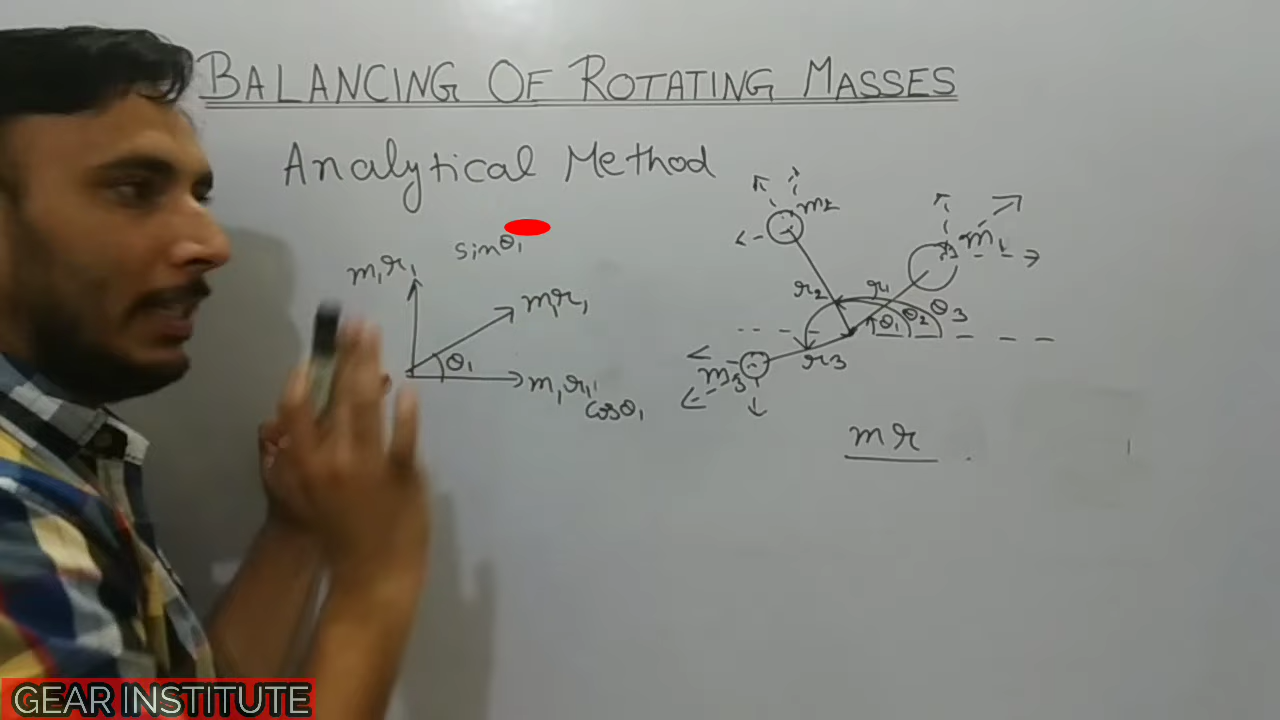 BALANCING OF ROTATING MASSES
Analytical Method
m₁r₁
sinθ₁
m₁r₁
θ₁
m₁r₁
cosθ₁
m₂
m₁
r₂
r₁
θ₁
θ₂
θ₃
m₃
r₃
mr
GEAR INSTITUTE